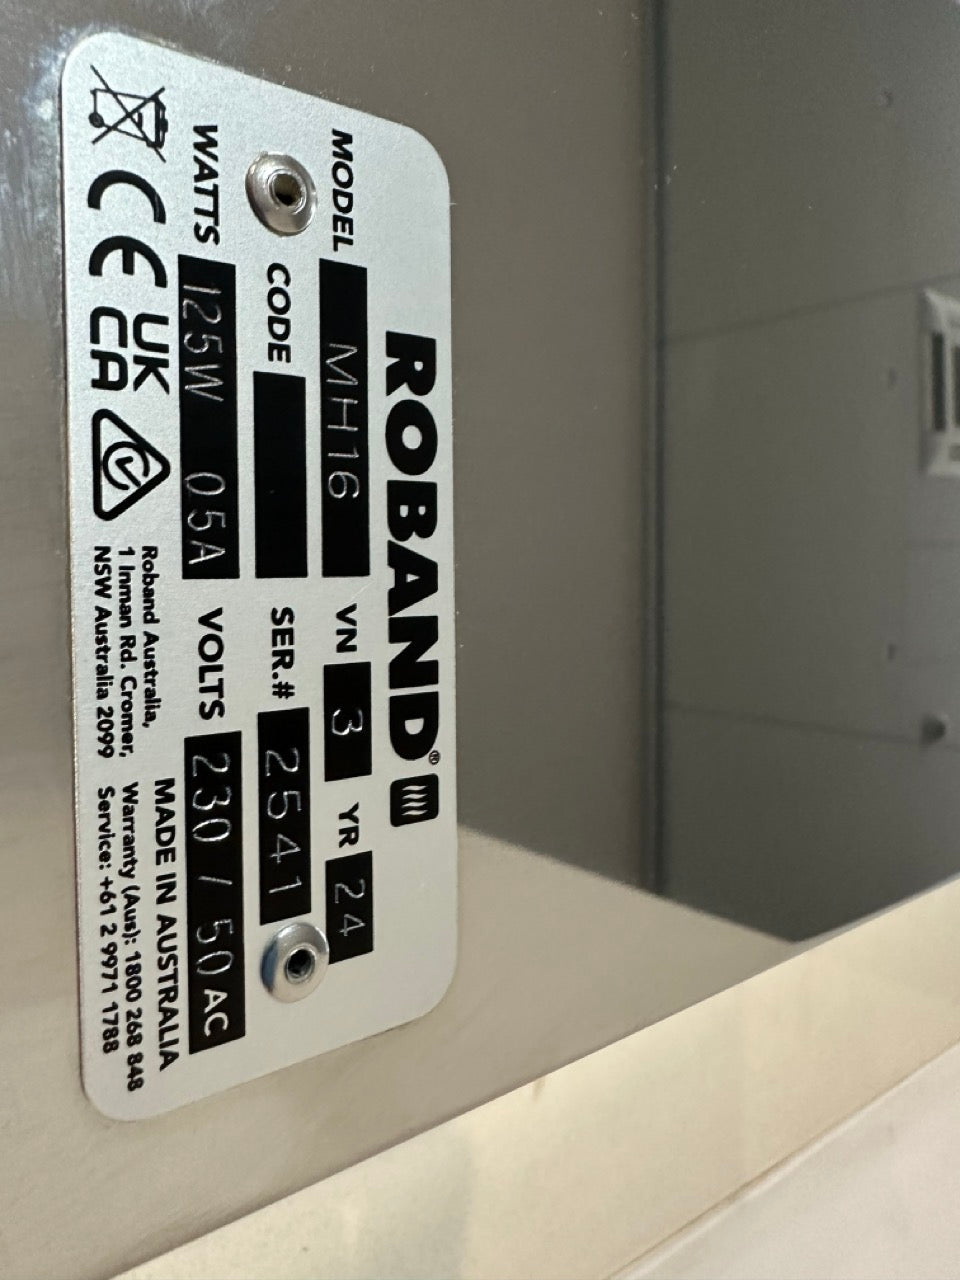 ROBAND®
MODEL MH16 VN 3 YR 24
CODE SER.# 2541
WATTS 125W 0.5A VOLTS 230 / 50 AC
CE UK CA
Roband Australia,
1 Inman Rd. Cromer,
NSW Australia 2099
MADE IN AUSTRALIA
Warranty (Aus): 1800 268 848
Service: +61 2 9971 1788